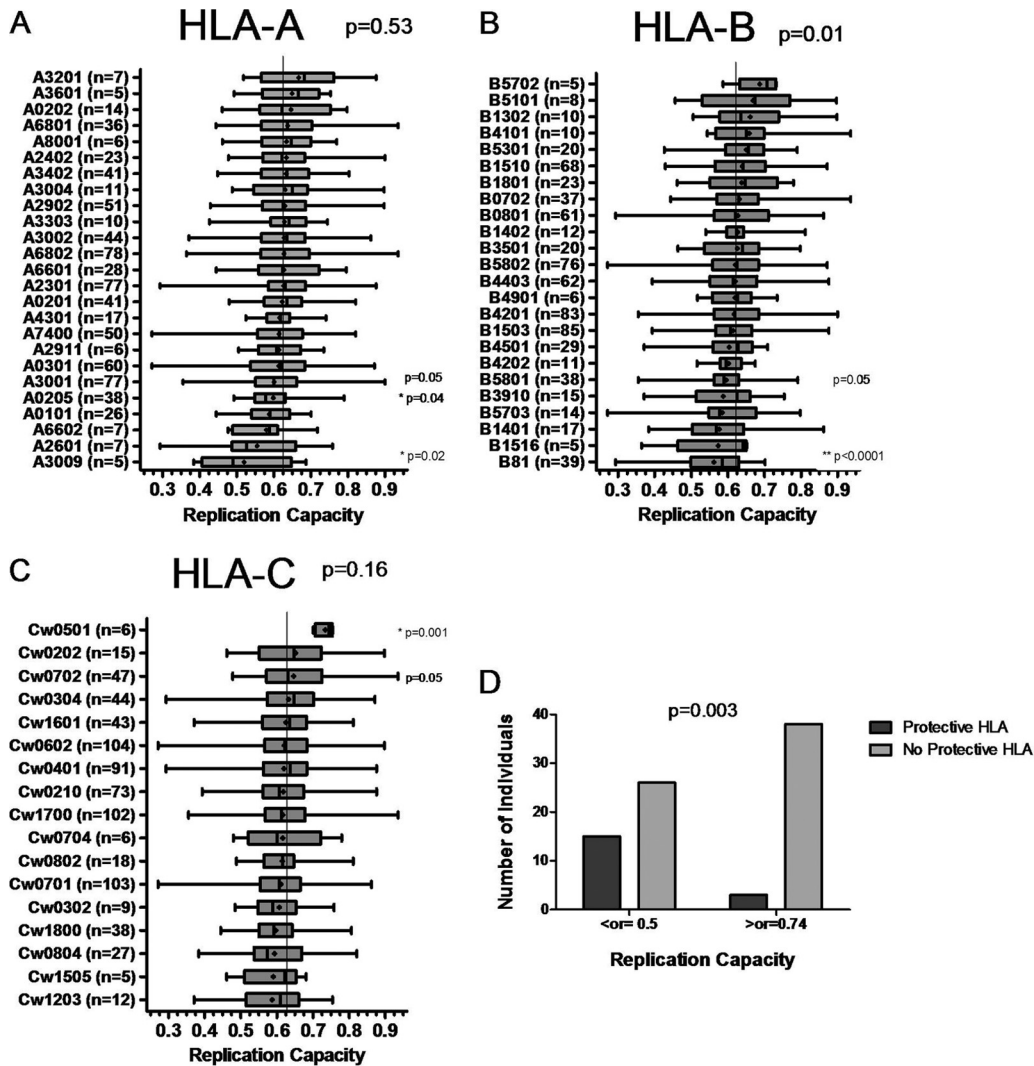 A
HLA-A
p=0.53
A3201 (n=7)
A3601 (n=5)
A0202 (n=14)
A6801 (n=36)
A8001 (n=6)
A2402 (n=23)
A3402 (n=41)
A3004 (n=11)
A2902 (n=51)
A3303 (n=10)
A3002 (n=44)
A6802 (n=78)
A6601 (n=28)
A2301 (n=77)
A0201 (n=41)
A4301 (n=17)
A7400 (n=50)
A2911 (n=6)
A0301 (n=60)
A3001 (n=77) p=0.05
A0205 (n=38) * p=0.04
A0101 (n=26)
A6602 (n=7)
A2601 (n=7)
A3009 (n=5) * p=0.02
0.3 0.4 0.5 0.6 0.7 0.8 0.9
Replication Capacity
B
HLA-B
p=0.01
B5702 (n=5)
B5101 (n=8)
B1302 (n=10)
B4101 (n=10)
B5301 (n=20)
B1510 (n=68)
B1801 (n=23)
B0702 (n=37)
B0801 (n=61)
B1402 (n=12)
B3501 (n=20)
B5802 (n=76)
B4403 (n=62)
B4901 (n=6)
B4201 (n=83)
B1503 (n=85)
B4501 (n=29)
B4202 (n=11)
B5801 (n=38) p=0.05
B3910 (n=15)
B5703 (n=14)
B1401 (n=17)
B1516 (n=5)
B81 (n=39) ** p<0.0001
0.3 0.4 0.5 0.6 0.7 0.8 0.9
Replication Capacity
C
HLA-C
p=0.16
Cw0501 (n=6) * p=0.001
Cw0202 (n=15)
Cw0702 (n=47) p=0.05
Cw0304 (n=44)
Cw1601 (n=43)
Cw0602 (n=104)
Cw0401 (n=91)
Cw0210 (n=73)
Cw1700 (n=102)
Cw0704 (n=6)
Cw0802 (n=18)
Cw0701 (n=103)
Cw0302 (n=9)
Cw1800 (n=38)
Cw0804 (n=27)
Cw1505 (n=5)
Cw1203 (n=12)
0.3 0.4 0.5 0.6 0.7 0.8 0.9
Replication Capacity
D
p=0.003
Protective HLA
No Protective HLA
Number of Individuals
40
30
20
10
0
<or= 0.5 >or=0.74
Replication Capacity